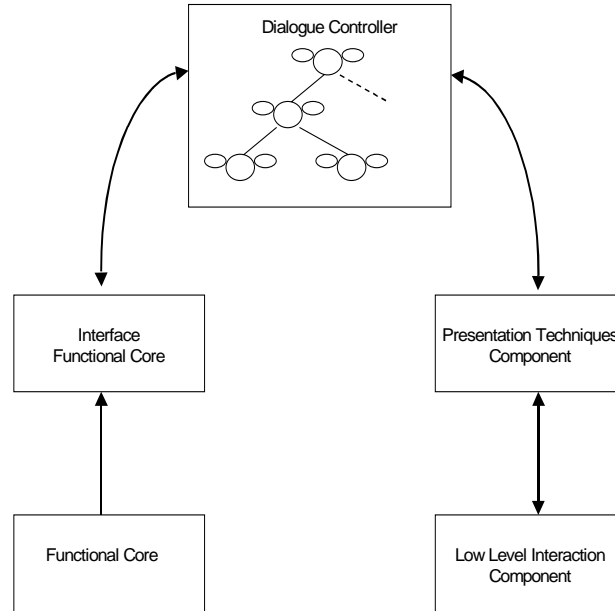 Dialogue Controller
Interface
Functional Core
Presentation Techniques
Component
Functional Core
Low Level Interaction
Component